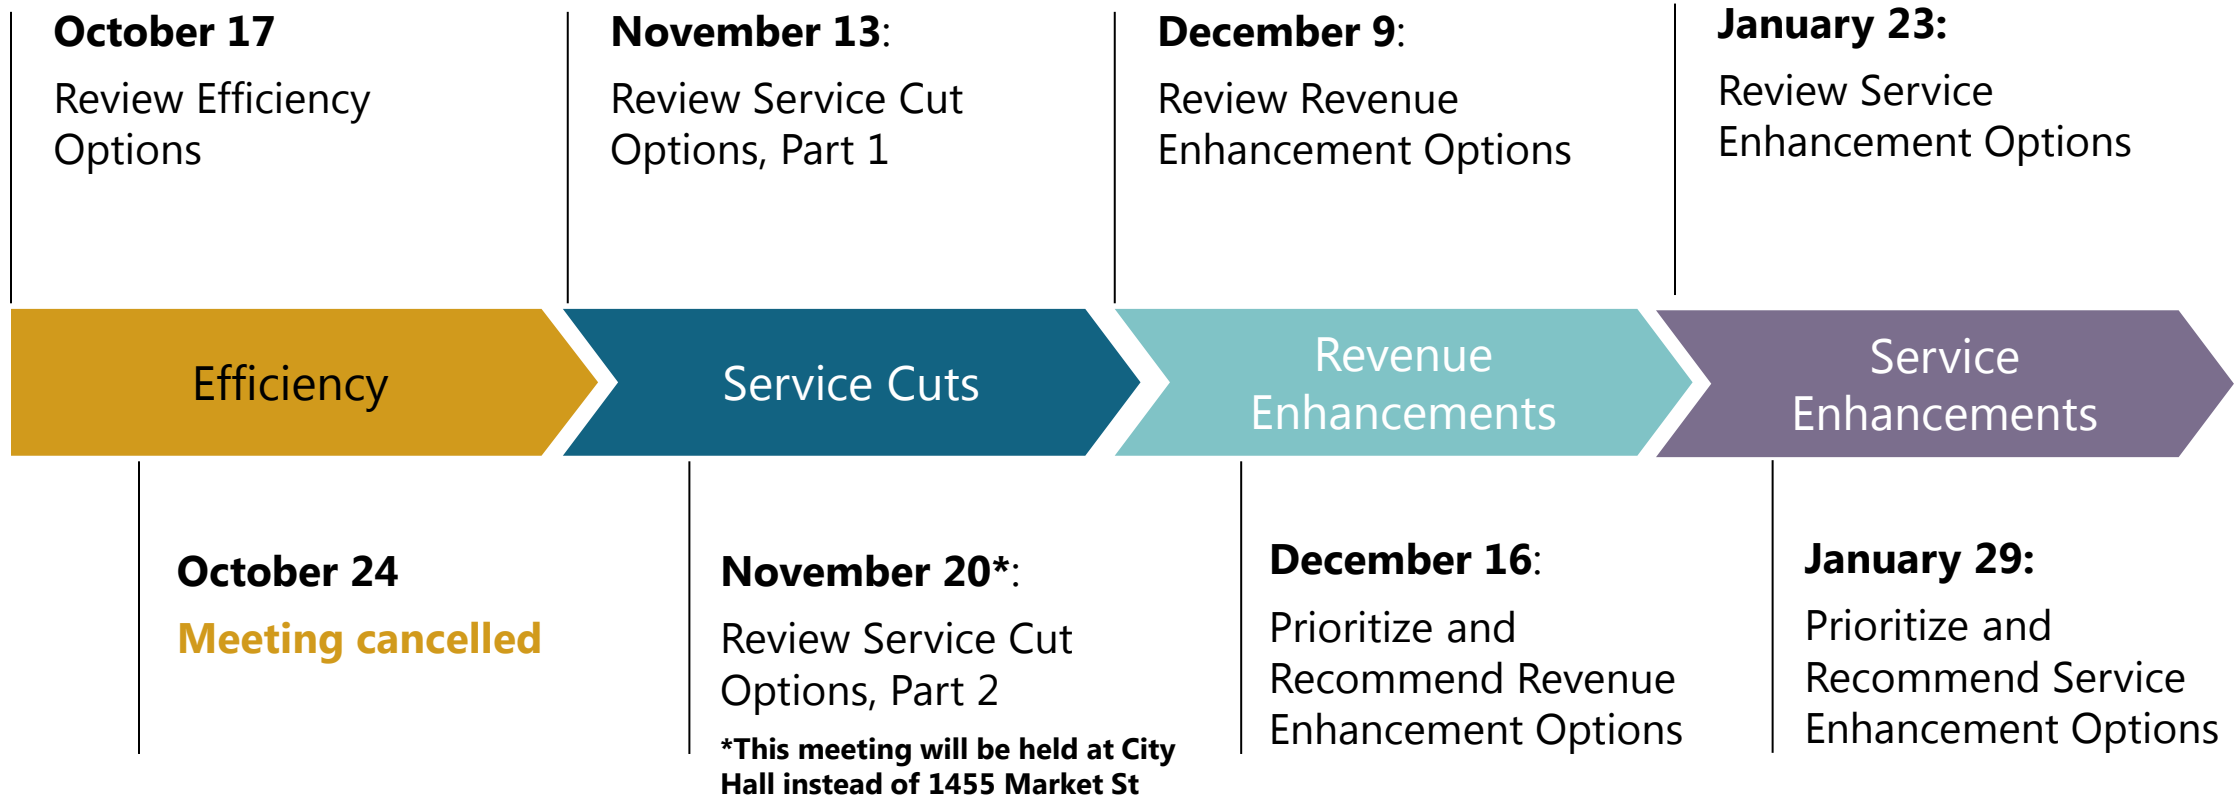 October 17
Review Efficiency
Options
November 13:
Review Service Cut
Options, Part 1
December 9:
Review Revenue
Enhancement Options
January 23:
Review Service
Enhancement Options
Efficiency
Service Cuts
Revenue
Enhancements
Service
Enhancements
October 24
Meeting cancelled
November 20*:
Review Service Cut
Options, Part 2
*This meeting will be held at City
Hall instead of 1455 Market St
December 16:
Prioritize and
Recommend Revenue
Enhancement Options
January 29:
Prioritize and
Recommend Service
Enhancement Options